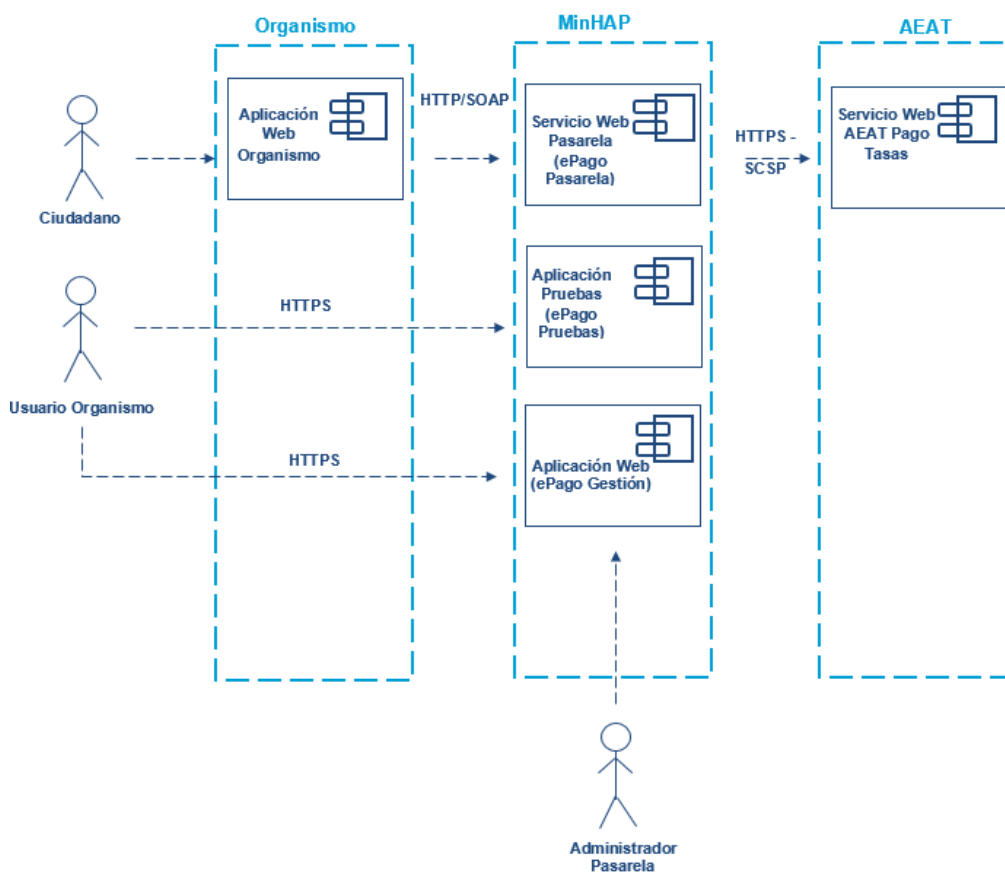 Organismo
MinHAP
AEAT
Aplicación
Web
Organismo
HTTP/SOAP
Servicio Web
Pasarela
(ePago
Pasarela)
HTTPS -
SCSP
Servicio Web
AEAT Pago
Tasas
Ciudadano
HTTPS
Aplicación
Pruebas
(ePago
Pruebas)
Usuario Organismo
HTTPS
Aplicación Web
(ePago Gestión)
Administrador
Pasarela